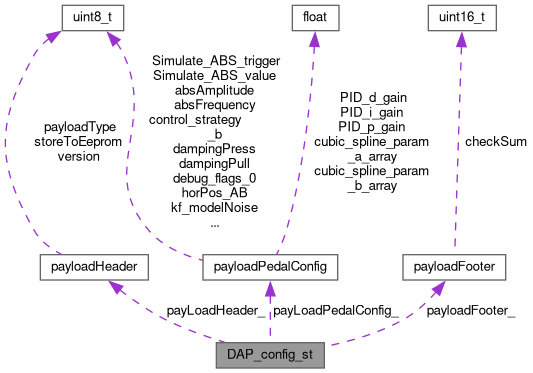 uint8_t
float
uint16_t
payloadType
storeToEeprom
version
Simulate_ABS_trigger
Simulate_ABS_value
absAmplitude
absFrequency
control_strategy
_b
dampingPress
dampingPull
debug_flags_0
horPos_AB
kf_modelNoise
...
PID_d_gain
PID_i_gain
PID_p_gain
cubic_spline_param
_a_array
cubic_spline_param
_b_array
checkSum
payloadHeader
payloadPedalConfig
payloadFooter
payLoadHeader_
payLoadPedalConfig_
payloadFooter_
DAP_config_st